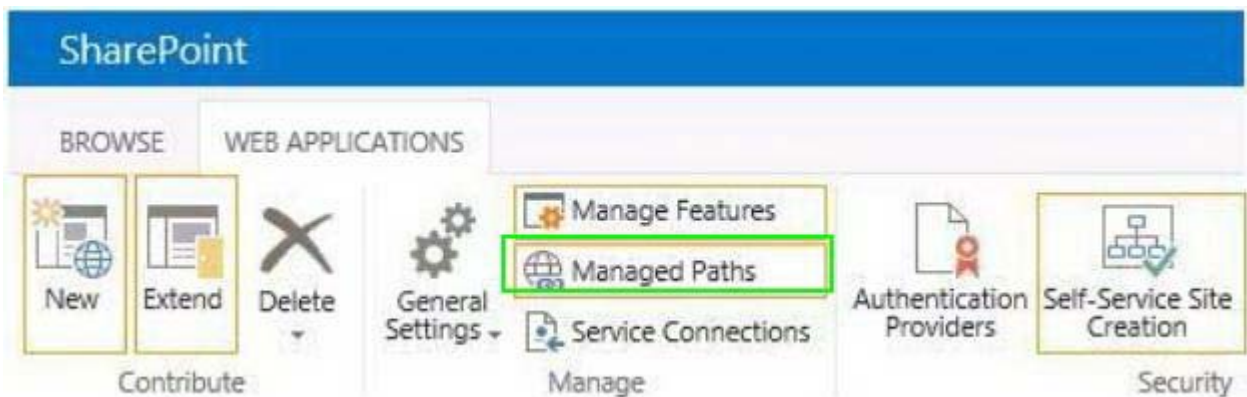 SharePoint
BROWSE
WEB APPLICATIONS
New
Extend
Delete
General
Settings
Manage Features
Managed Paths
Service Connections
Authentication
Providers
Self-Service Site
Creation
Contribute
Manage
Security